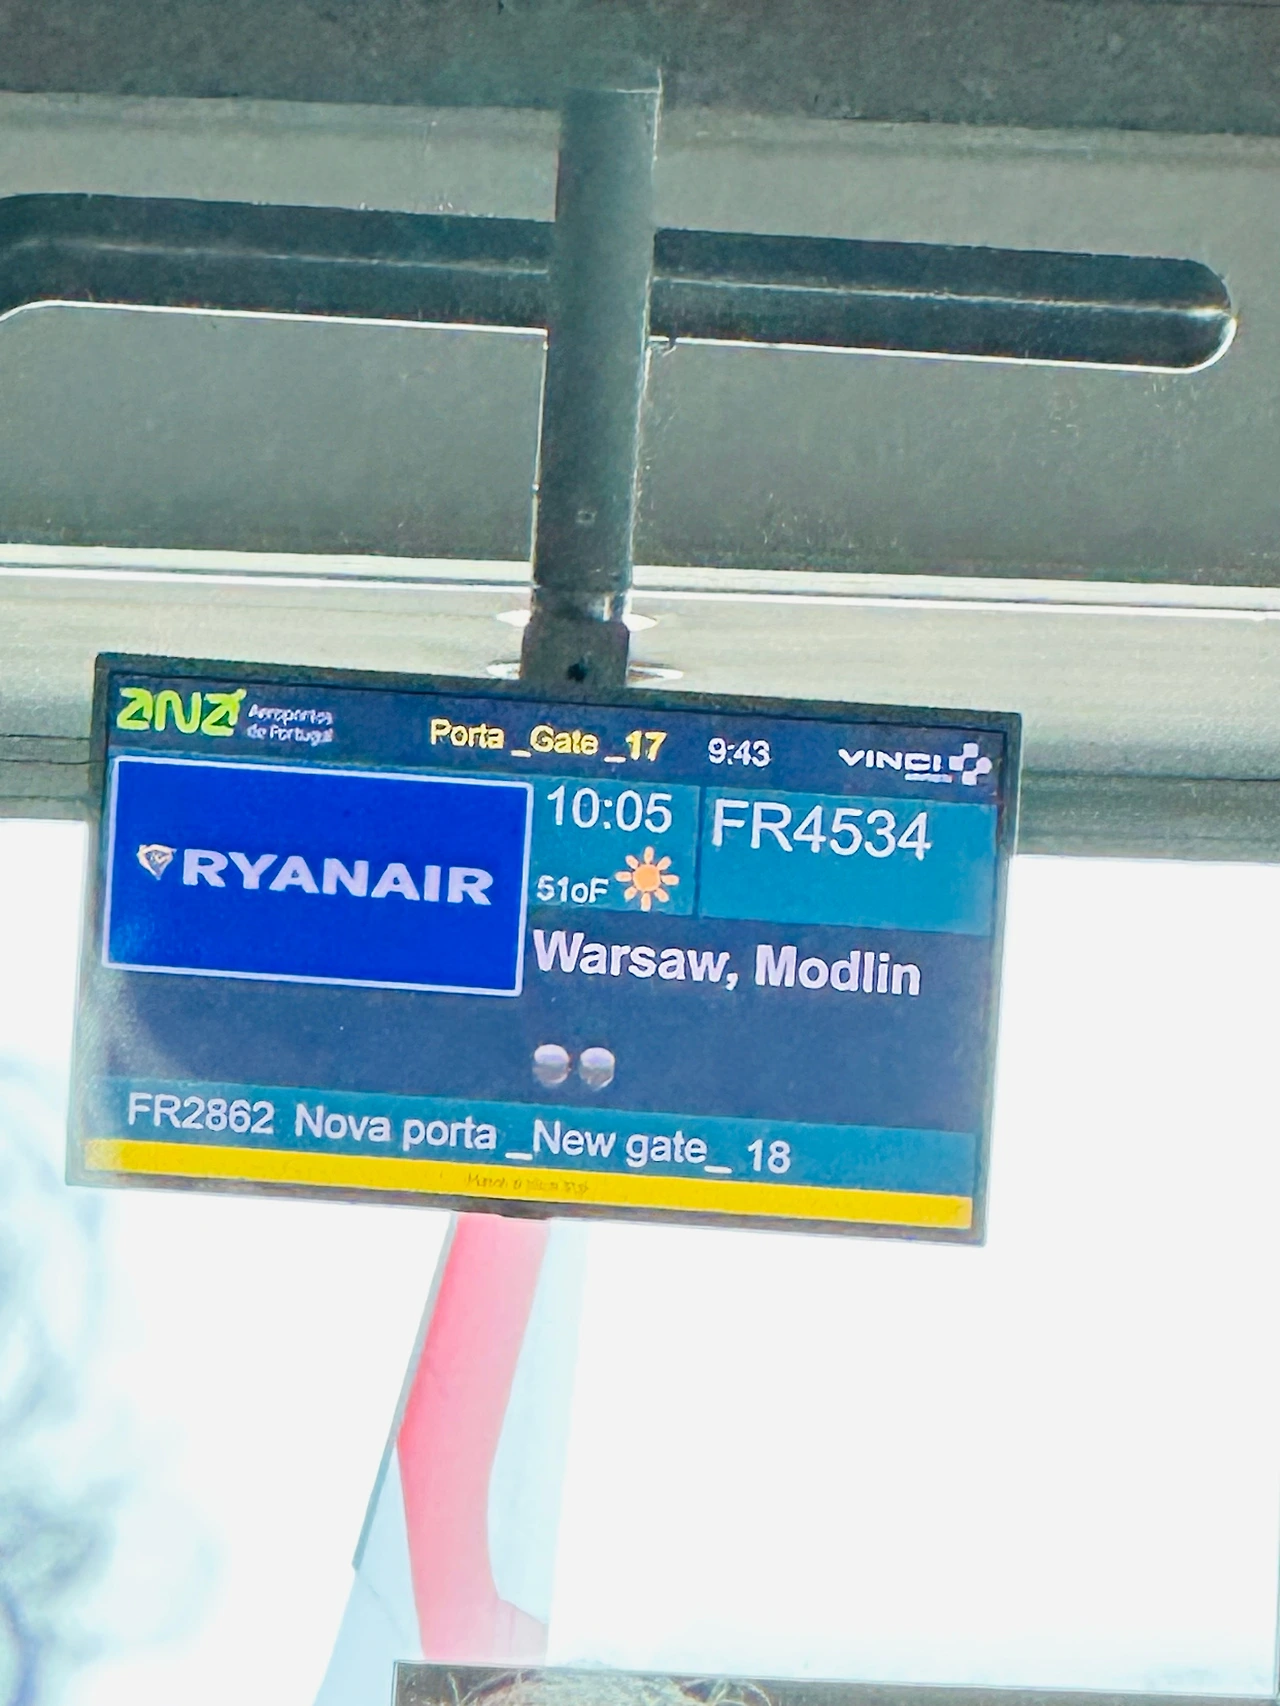 ana Aeroportos
de Portugal
Porta _Gate _17
9:43
VINCI
RYANAIR
10:05
FR4534
51oF
Warsaw, Modlin
FR2862 Nova porta _New gate_ 18